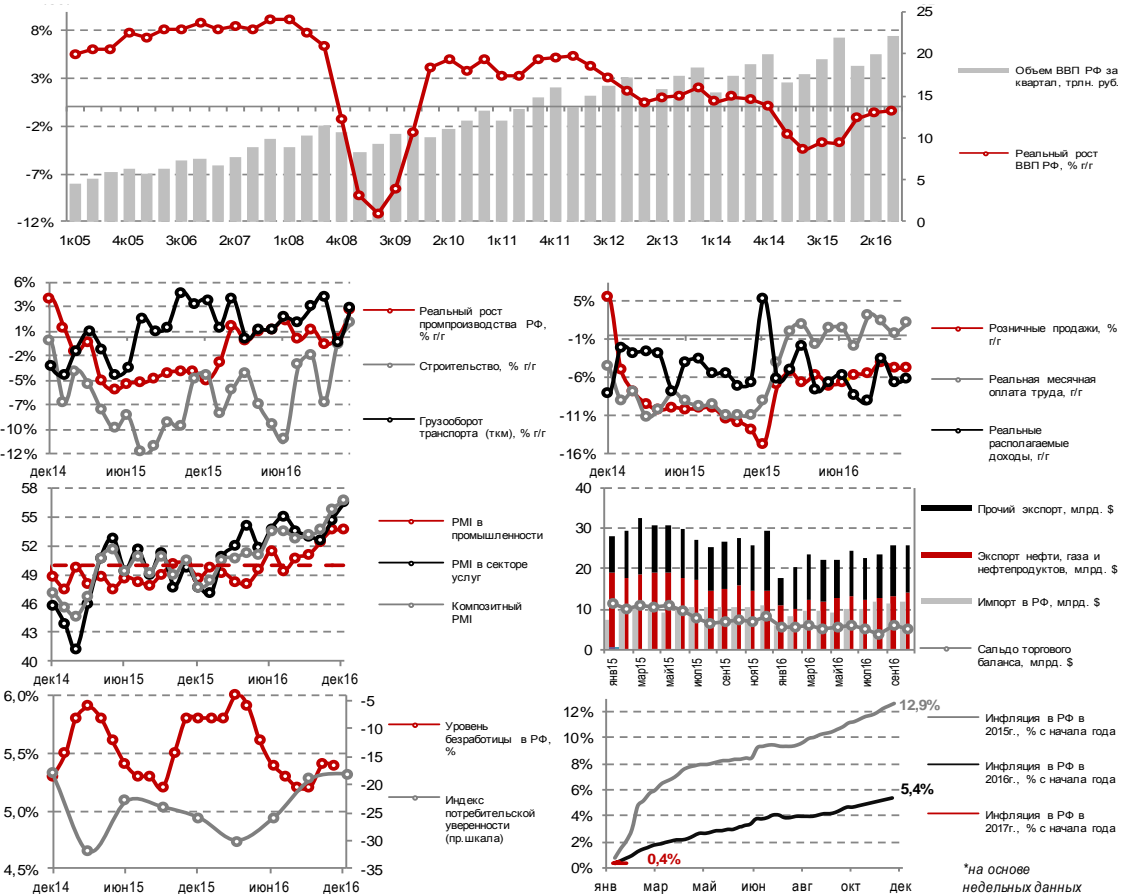 8%
3%
-2%
-7%
-12%
25
20
15
10
5
0
1к05 4к05 3к06 2к07 1к08 4к08 3к09 2к10 1к11 4к11 3к12 2к13 1к14 4к14 3к15 2к16
Объем ВВП РФ за
квартал, трлн. руб.
Реальный рост
ВВП РФ, % г/г
6%
3%
1%
-2%
-5%
-7%
-10%
-12%
дек14 июн15 дек15 июн16
Реальный рост
промпроизводства РФ,
% г/г
Строительство, % г/г
Грузооборот
транспорта (ткм), % г/г
5%
-1%
-6%
-11%
-16%
дек14 июн15 дек15 июн16
Розничные продажи, %
г/г
Реальная месячная
оплата труда, г/г
Реальные
располагаемые
доходы, г/г
58
55
52
49
46
43
40
дек14 июн15 дек15 июн16 дек16
PMI в
промышленности
PMI в секторе
услуг
Композитный
PMI
40
30
20
10
0
янв15 мар15 май15 июл15 сен15 ноя15 янв16 мар16 май16 июл16 сен16
Прочий экспорт, млрд. $
Экспорт нефти, газа и
нефтепродуктов, млрд. $
Импорт в РФ, млрд. $
Сальдо торгового
баланса, млрд. $
6,0%
5,5%
5,0%
4,5%
-5
-10
-15
-20
-25
-30
-35
дек14 июн15 дек15 июн16 дек16
Уровень
безработицы в РФ,
%
Индекс
потребительской
уверенности
(пр.шкала)
12%
10%
8%
6%
4%
2%
0%
12,9%
5,4%
0,4%
янв мар май июн авг окт дек
Инфляция в РФ в
2015г., % с начала года
Инфляция в РФ в
2016г., % с начала года
Инфляция в РФ в
2017г., % с начала года
*на основе
недельных данных